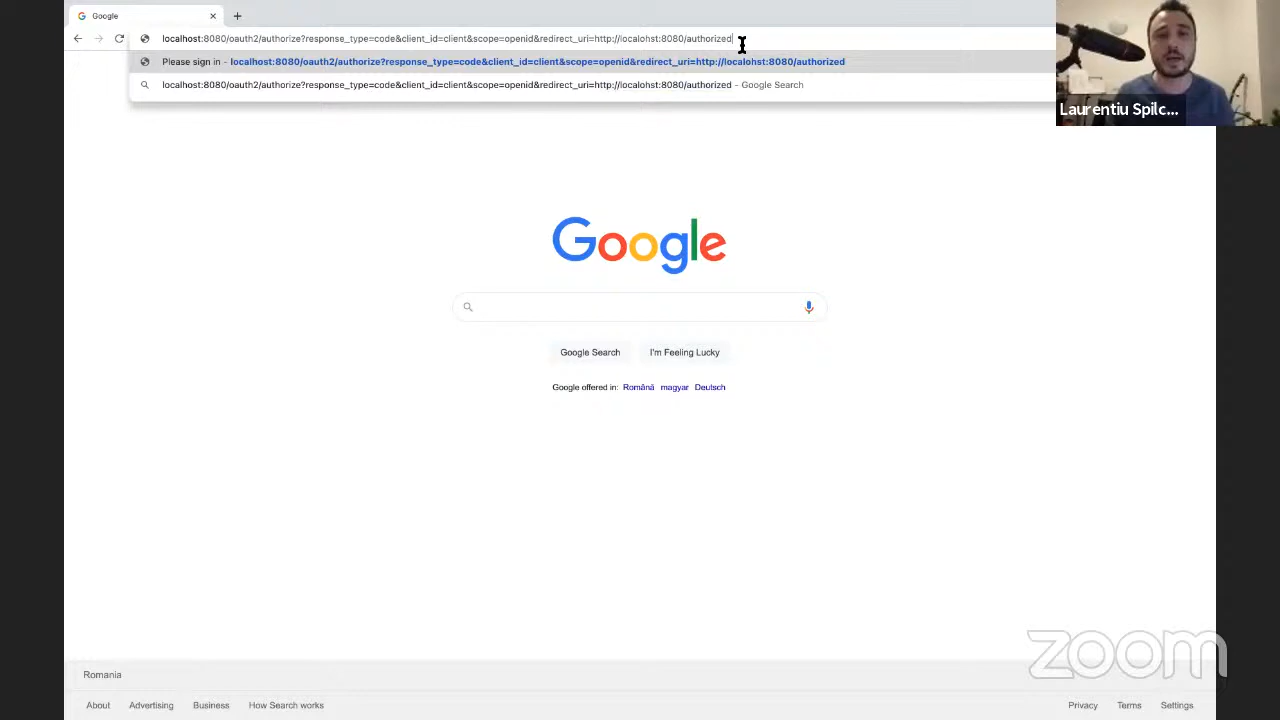 Google
localhost:8080/oauth2/authorize?response_type=code&client_id=client&scope=openid&redirect_uri=http://localohst:8080/authorized
Please sign in - localhost:8080/oauth2/authorize?response_type=code&client_id=client&scope=openid&redirect_uri=http://localohst:8080/authorized
localhost:8080/oauth2/authorize?response_type=code&client_id=client&scope=openid&redirect_uri=http://localohst:8080/authorized - Google Search
Laurentiu Spilc...
Google
Google Search I'm Feeling Lucky
Google offered in: Română magyar Deutsch
zoom
Romania
About Advertising Business How Search works Privacy Terms Settings